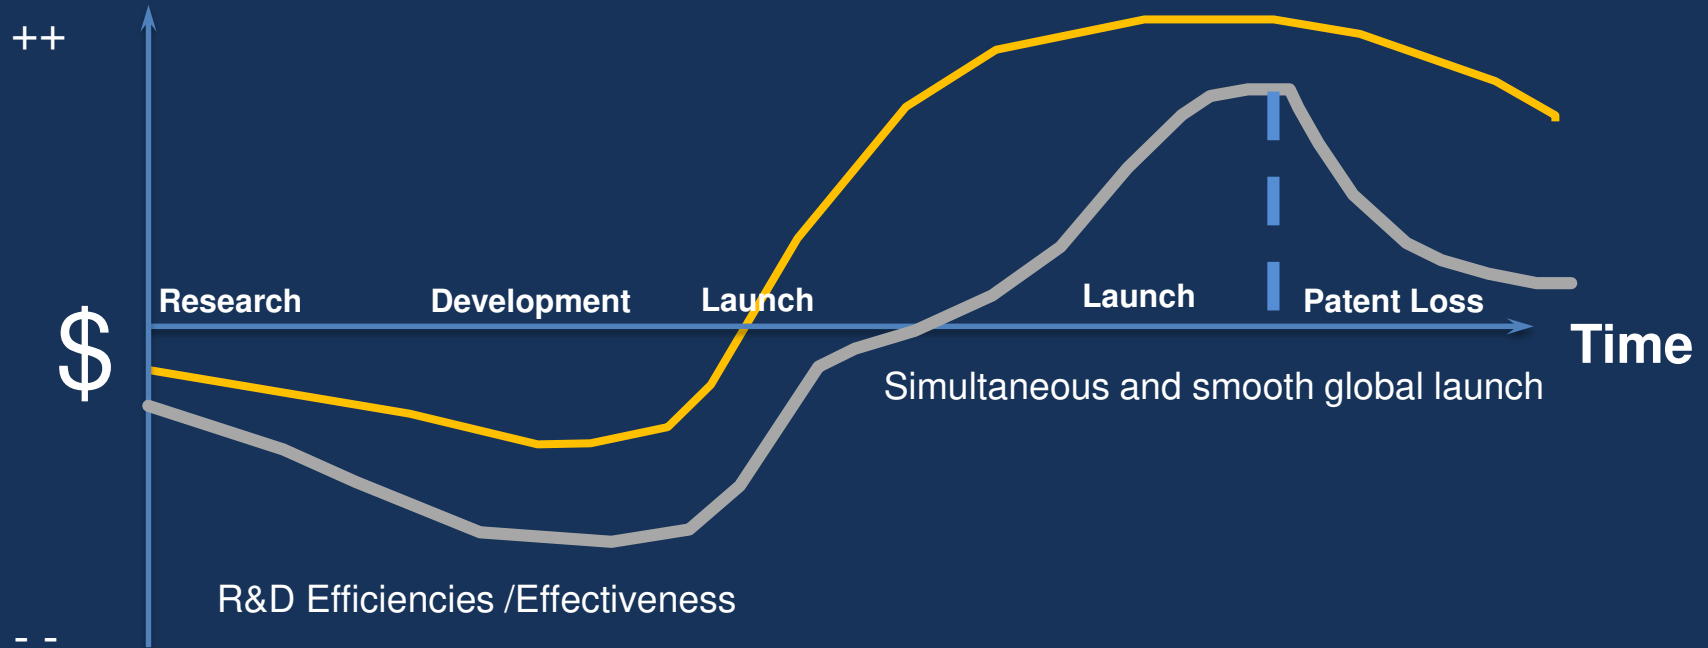 ++
Research
Development
Launch
Launch
Patent Loss
$
Time
Simultaneous and smooth global launch
R&D Efficiencies /Effectiveness
- -